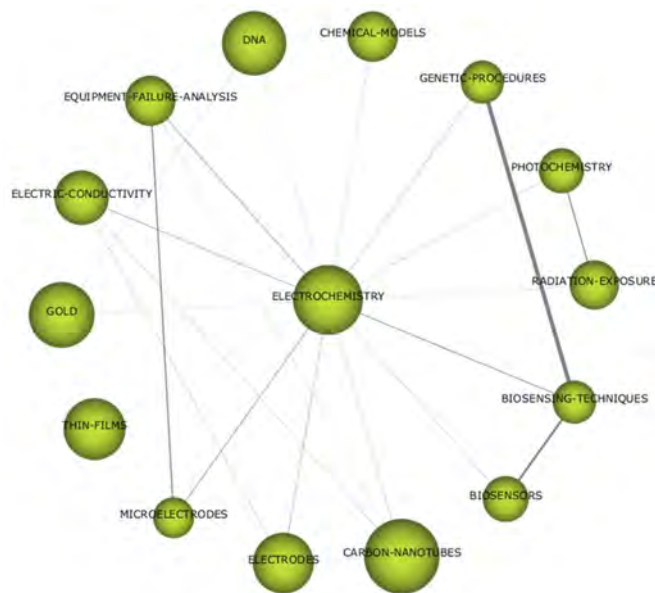 DNA
CHEMICAL-MODELS
GENETIC-PROCEDURES
EQUIPMENT-FAILURE-ANALYSIS
PHOTOCHEMISTRY
ELECTRIC-CONDUCTIVITY
RADIATION-EXPOSURE
ELECTROCHEMISTRY
GOLD
BIOSENSING-TECHNIQUES
THIN-FILMS
BIOSENSORS
MICROELECTRODES
CARBON-NANOTUBES
ELECTRODES